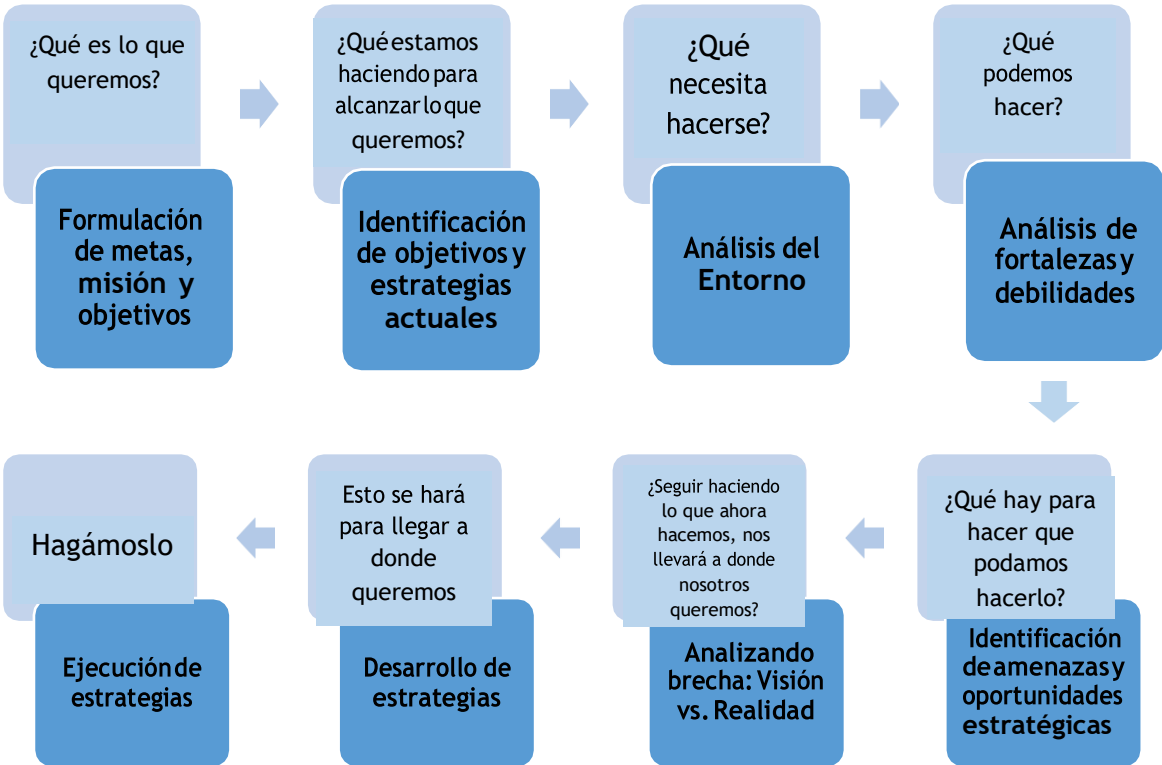 ¿Qué es lo que
queremos?
Formulación
de metas,
misión y
objetivos
¿Qué estamos
haciendo para
alcanzar lo que
queremos?
Identificación
de objetivos y
estrategias
actuales
¿Qué
necesita
hacerse?
Análisis del
Entorno
¿Qué
podemos
hacer?
Análisis de
fortalezas y
debilidades
¿Qué hay para
hacer que
podamos
hacerlo?
Identificación
de amenazas y
oportunidades
estratégicas
¿Seguir haciendo
lo que ahora
hacemos, nos
llevará a donde
nosotros
queremos?
Analizando
brecha: Visión
vs. Realidad
Esto se hará
para llegar a
donde
queremos
Desarrollo de
estrategias
Hagámoslo
Ejecución de
estrategias